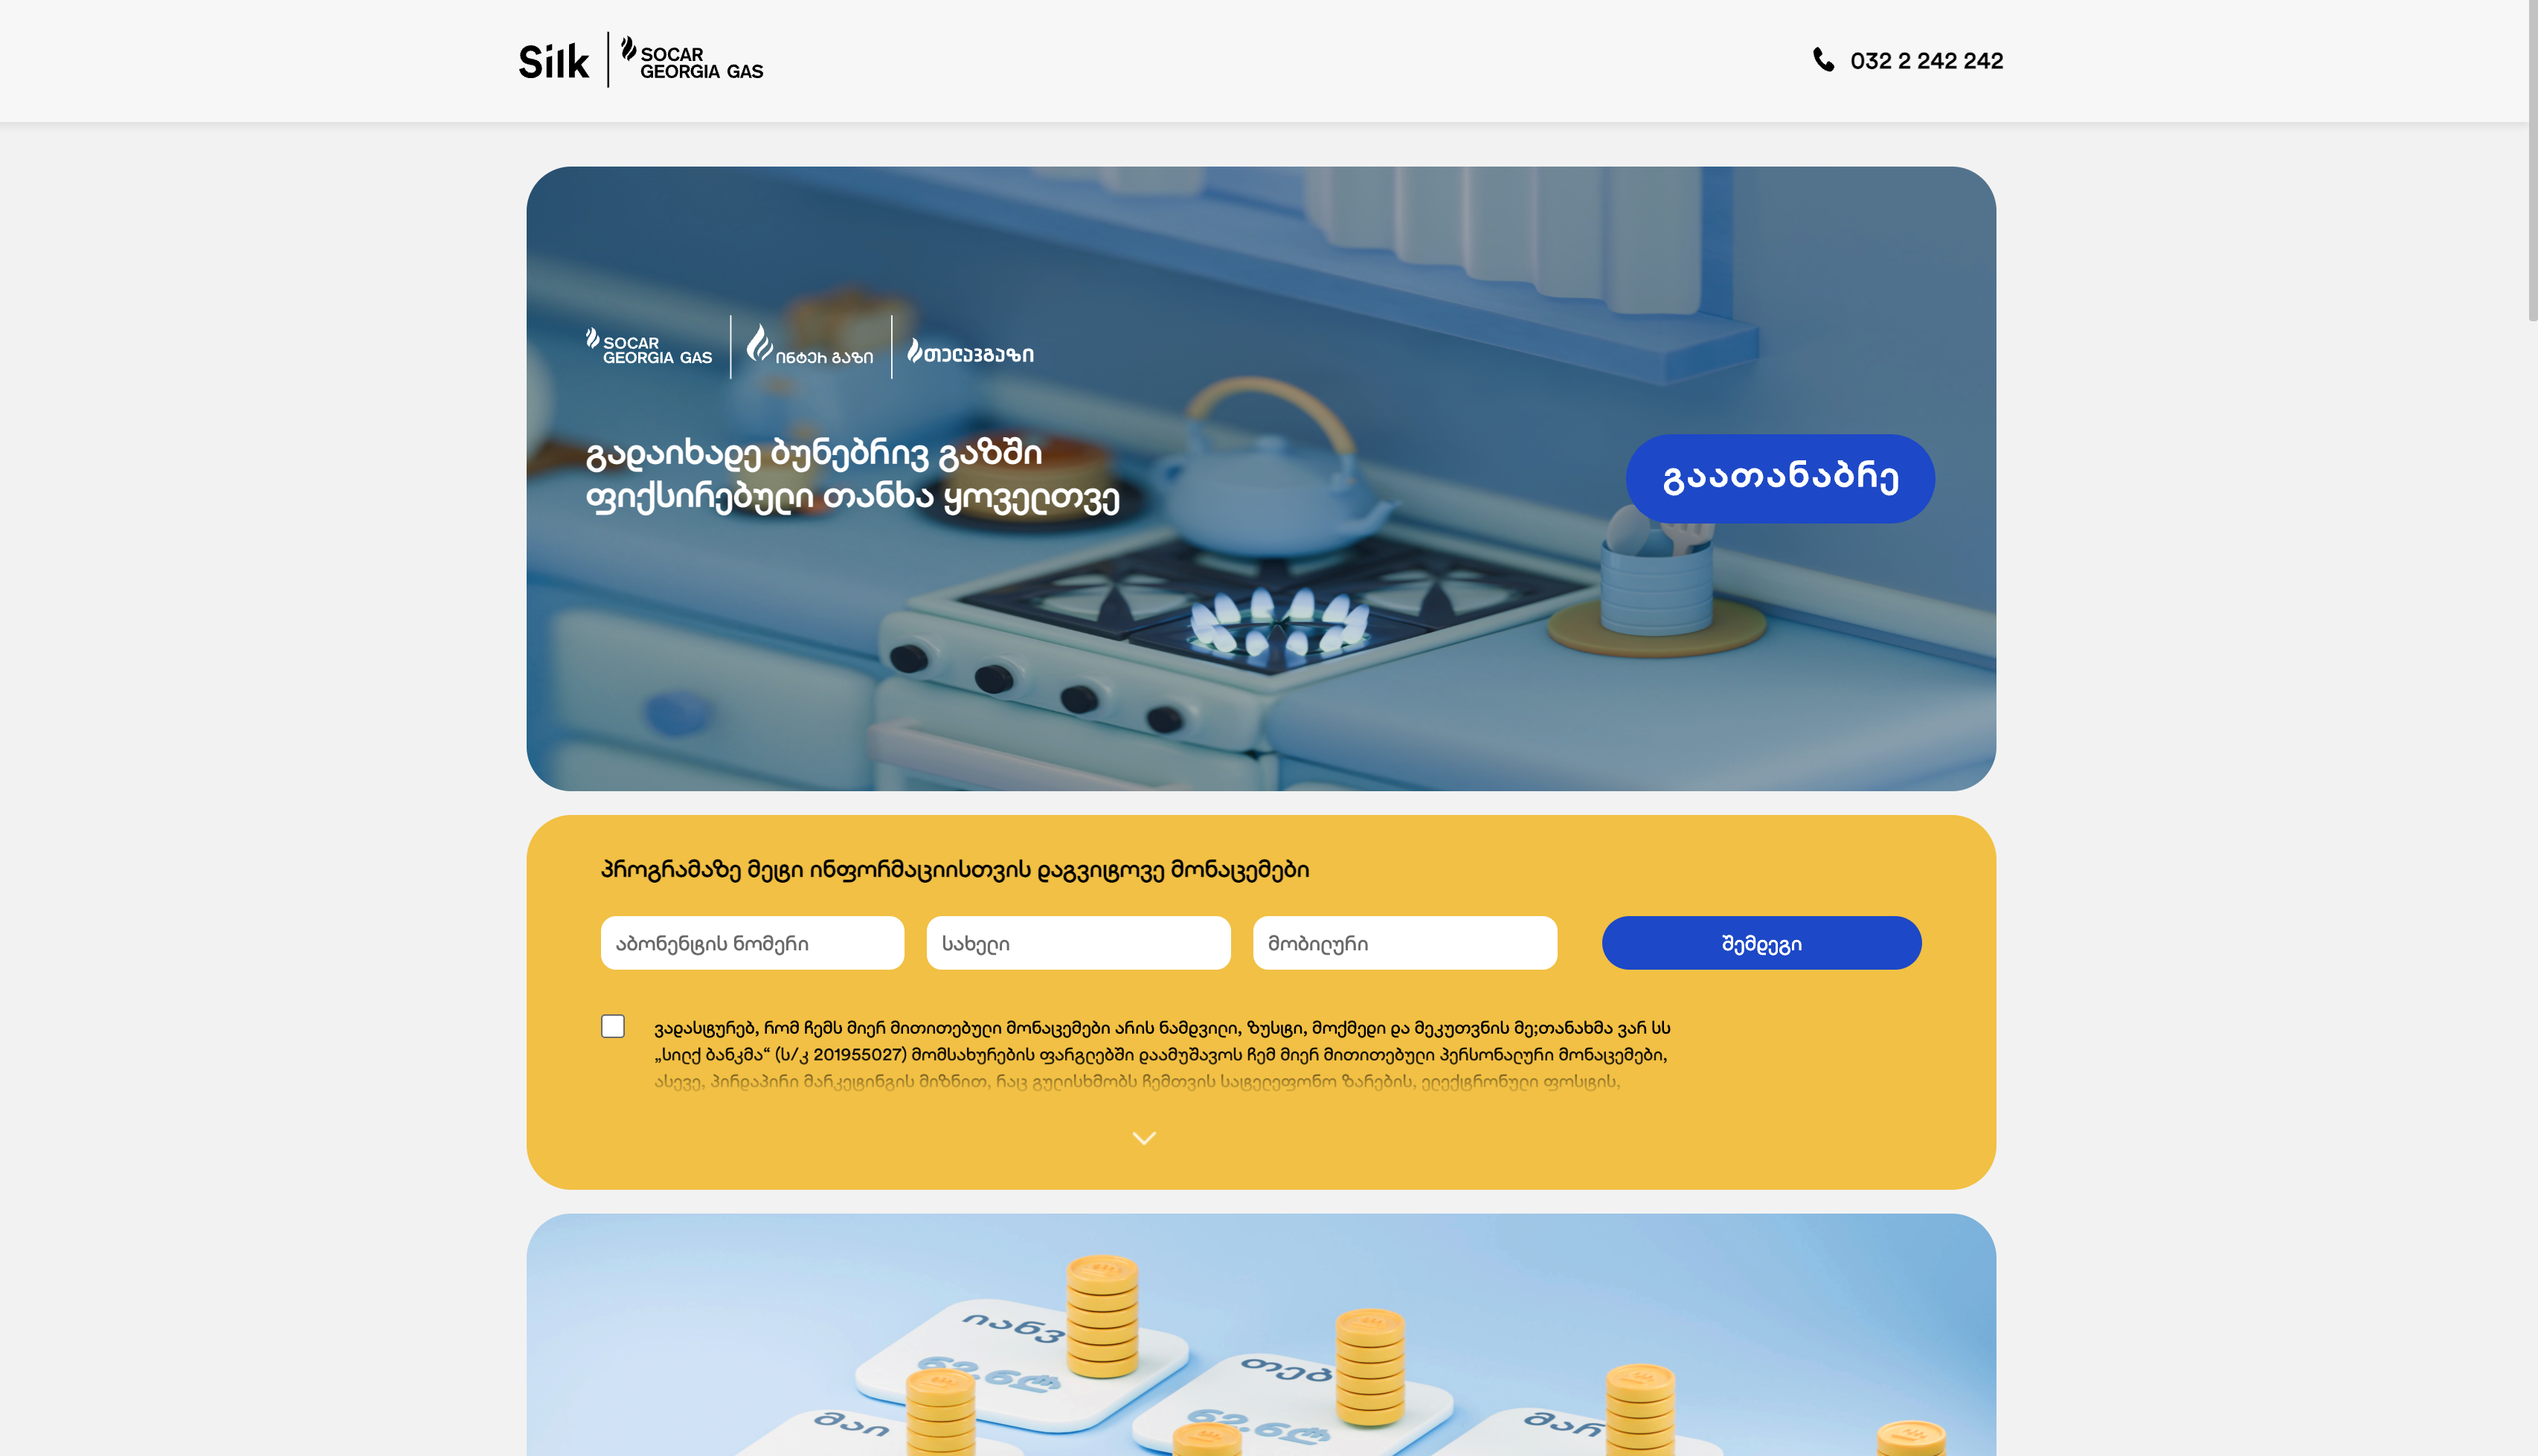 Silk
SOCAR
GEORGIA GAS
032 2 242 242
SOCAR
GEORGIA GAS
ინტერ გაზი
თელავგაზი
გადაიხადე ბუნებრივ გაზში
ფიქსირებული თანხა ყოველთვე
გაათანაბრე
პროგრამაზე მეტი ინფორმაციისთვის დაგვიტოვე მონაცემები
აბონენტის ნომერი
სახელი
მობილური
შემდეგი
ვადასტურებ, რომ ჩემს მიერ მითითებული მონაცემები არის ნამდვილი, ზუსტი, მოქმედი და მეკუთვნის მე;თანახმა ვარ სს
„სილქ ბანკმა“ (ს/კ 201955027) მომსახურების ფარგლებში დაამუშავოს ჩემ მიერ მითითებული პერსონალური მონაცემები,
ასევე, პირდაპირი მარკეტინგის მიზნით, რაც გულისხმობს ჩემთვის სატელეფონო ზარების, ელექტრონული ფოსტის,
იანვ
62.6₾
თებ
62.6₾
მაი
მარ